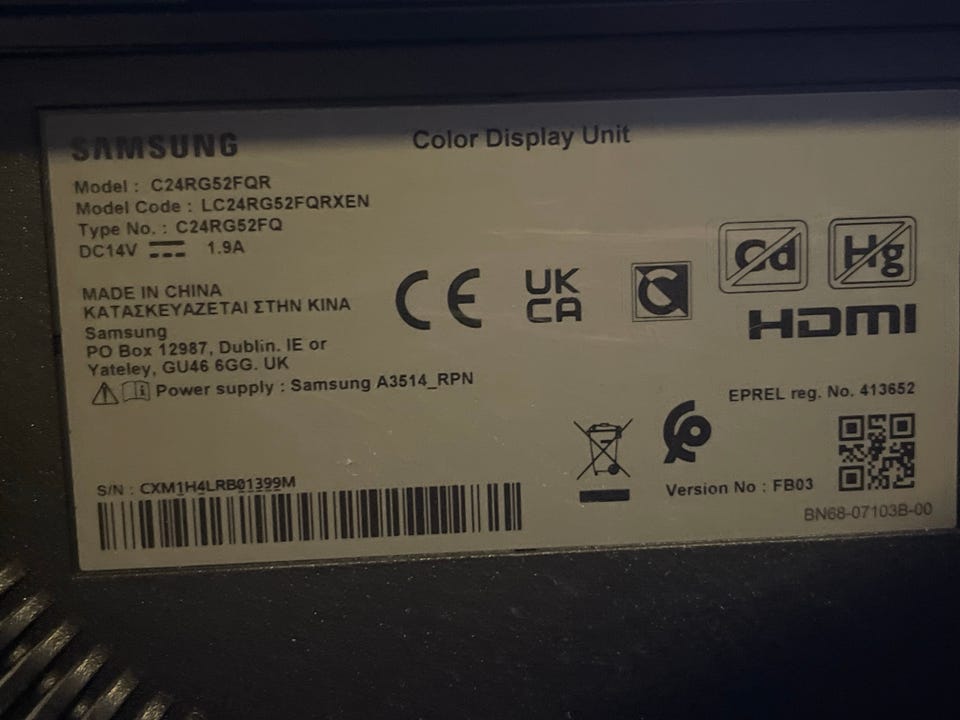 SAMSUNG
Color Display Unit
Model : C24RG52FQR
Model Code : LC24RG52FQRXEN
Type No. : C24RG52FQ
DC14V 1.9A
MADE IN CHINA
ΚΑΤΑΣΚΕΥΑΖΕΤΑΙ ΣΤΗΝ ΚΙΝΑ
Samsung
PO Box 12987, Dublin. IE or
Yateley, GU46 6GG. UK
Power supply : Samsung A3514_RPN
CE
UK
CA
C
Cd
Hg
HDMI
EPREL reg. No. 413652
S/N : CXM1H4LRB01399M
Version No : FB03
BN68-07103B-00